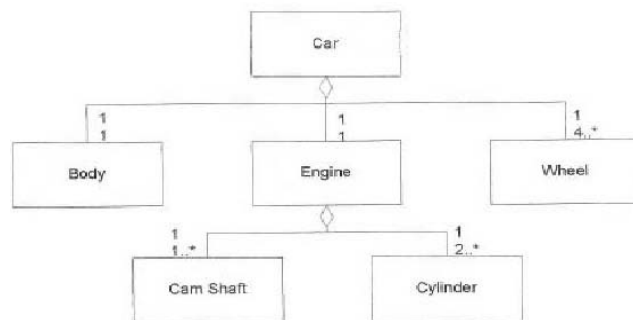 Car
1 1 1
1 1 4..*
Body Engine Wheel
1 1
1..* 2..*
Cam Shaft Cylinder